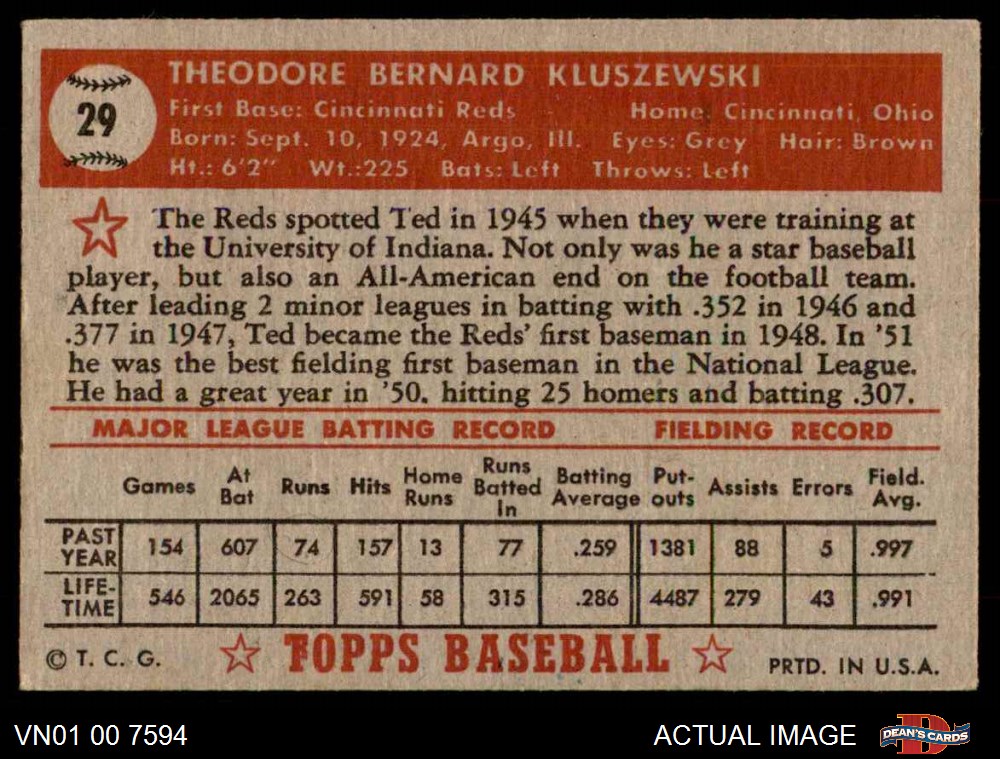 29
THEODORE BERNARD KLUSZEWSKI
First Base: Cincinnati Reds Home: Cincinnati, Ohio
Born: Sept. 10, 1924, Argo, Ill. Eyes: Grey Hair: Brown
Ht.: 6'2" Wt.:225 Bats: Left Throws: Left
The Reds spotted Ted in 1945 when they were training at
the University of Indiana. Not only was he a star baseball
player, but also an All-American end on the football team.
After leading 2 minor leagues in batting with .352 in 1946 and
.377 in 1947, Ted became the Reds' first baseman in 1948. In '51
he was the best fielding first baseman in the National League.
He had a great year in '50, hitting 25 homers and batting .307.
MAJOR LEAGUE BATTING RECORD FIELDING RECORD
Games At Bat Runs Hits Home Runs Runs Batted In Batting Average Put-outs Assists Errors Field. Avg.
PAST YEAR 154 607 74 157 13 77 .259 1381 88 5 .997
LIFE-TIME 546 2065 263 591 58 315 .286 4487 279 43 .991
© T. C. G. TOPPS BASEBALL PRTD. IN U.S.A.
VN01 00 7594 ACTUAL IMAGE D DEAN'S CARDS